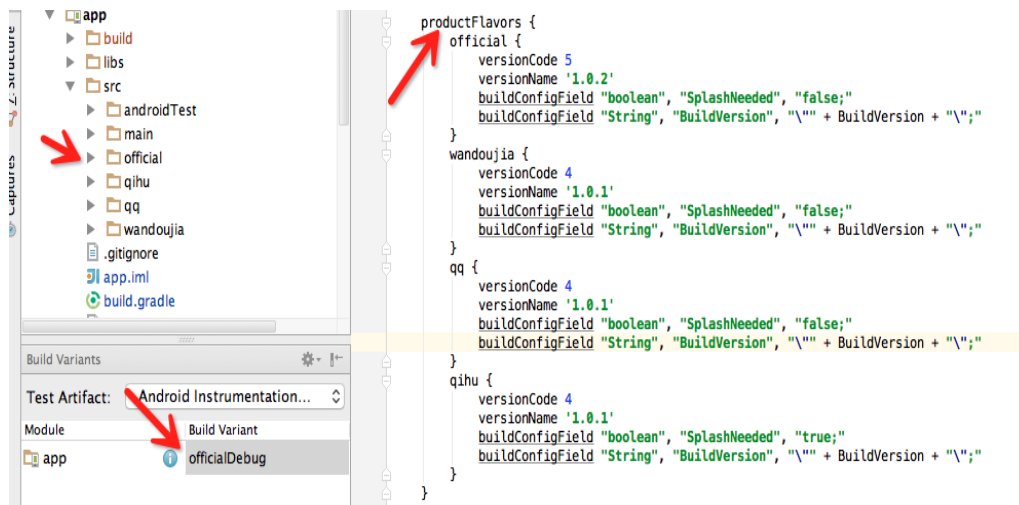 app
build
libs
src
androidTest
main
official
qihu
qq
wandoujia
.gitignore
app.iml
build.gradle
Z: Structure
Captures
Build Variants
Test Artifact: Android Instrumentation...
Module Build Variant
app officialDebug
productFlavors {
official {
versionCode 5
versionName '1.0.2'
buildConfigField "boolean", "SplashNeeded", "false;"
buildConfigField "String", "BuildVersion", "\"" + BuildVersion + "\";"
}
wandoujia {
versionCode 4
versionName '1.0.1'
buildConfigField "boolean", "SplashNeeded", "false;"
buildConfigField "String", "BuildVersion", "\"" + BuildVersion + "\";"
}
qq {
versionCode 4
versionName '1.0.1'
buildConfigField "boolean", "SplashNeeded", "false;"
buildConfigField "String", "BuildVersion", "\"" + BuildVersion + "\";"
}
qihu {
versionCode 4
versionName '1.0.1'
buildConfigField "boolean", "SplashNeeded", "true;"
buildConfigField "String", "BuildVersion", "\"" + BuildVersion + "\";"
}
}